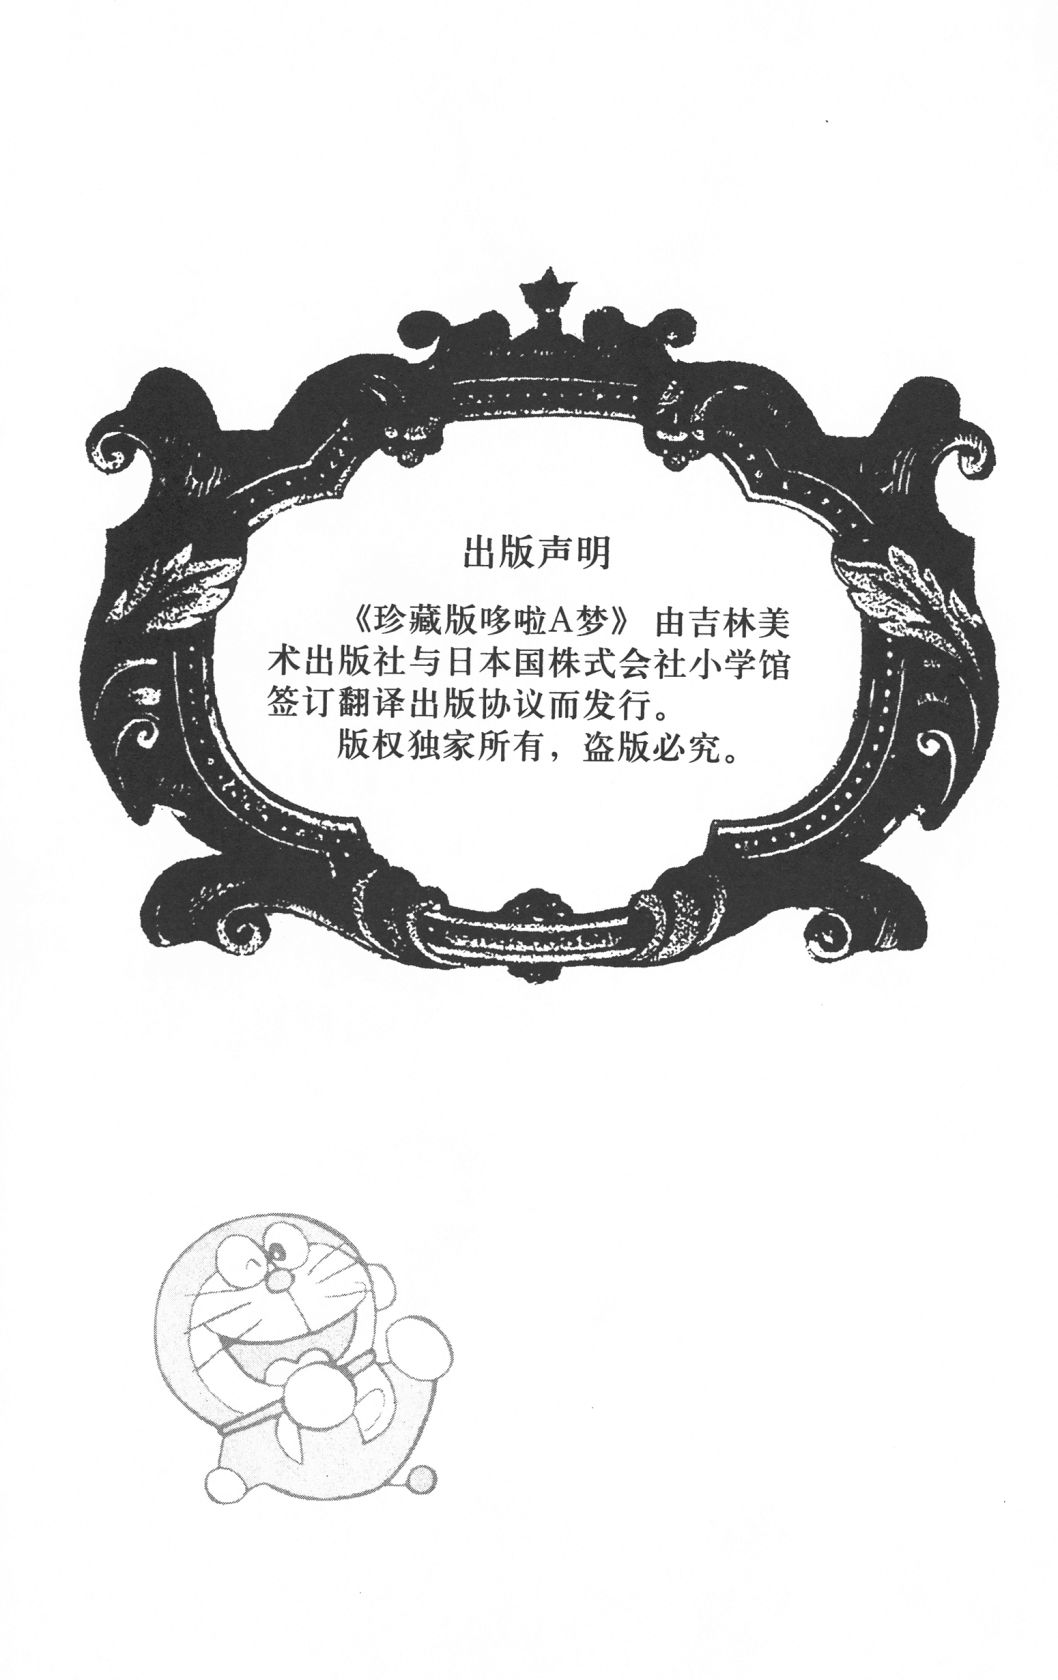 出版声明
《珍藏版哆啦A梦》 由吉林美
术出版社与日本国株式会社小学馆
签订翻译出版协议而发行。
版权独家所有，盗版必究。